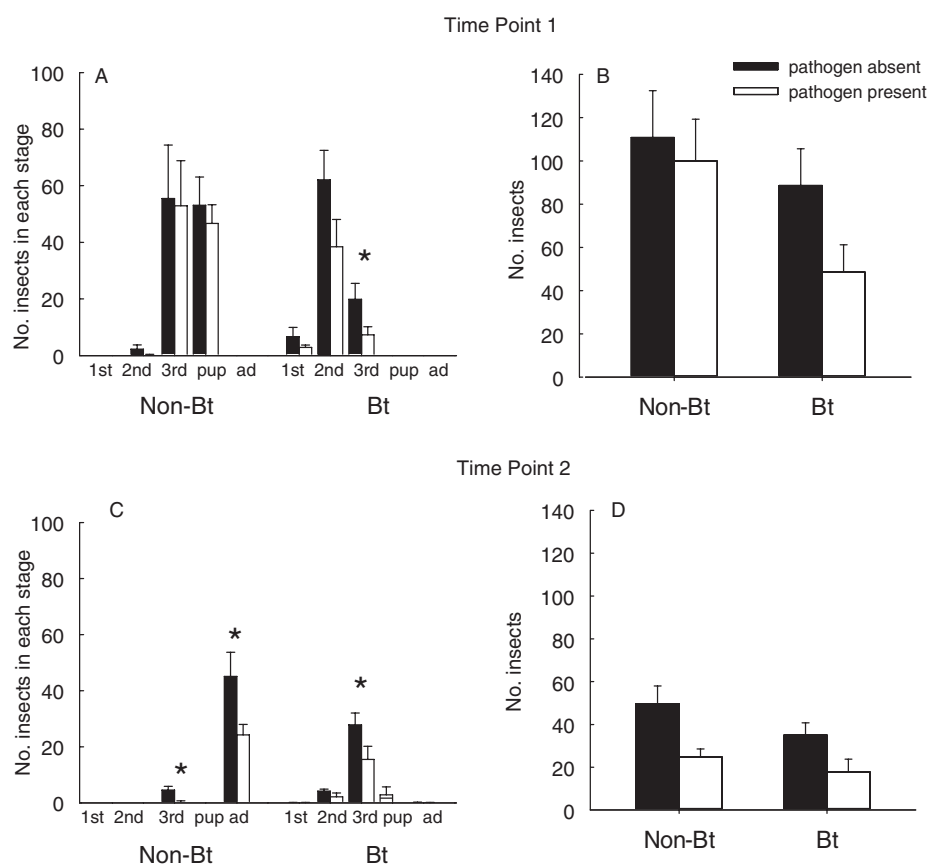 Time Point 1
A
No. insects in each stage
100
80
60
40
20
0
1st 2nd 3rd pup ad 1st 2nd 3rd pup ad
Non-Bt Bt
*
B
pathogen absent
pathogen present
No. insects
140
120
100
80
60
40
20
0
Non-Bt Bt
Time Point 2
C
No. insects in each stage
100
80
60
40
20
0
*
*
*
1st 2nd 3rd pup ad 1st 2nd 3rd pup ad
Non-Bt Bt
D
No. insects
140
120
100
80
60
40
20
0
Non-Bt Bt